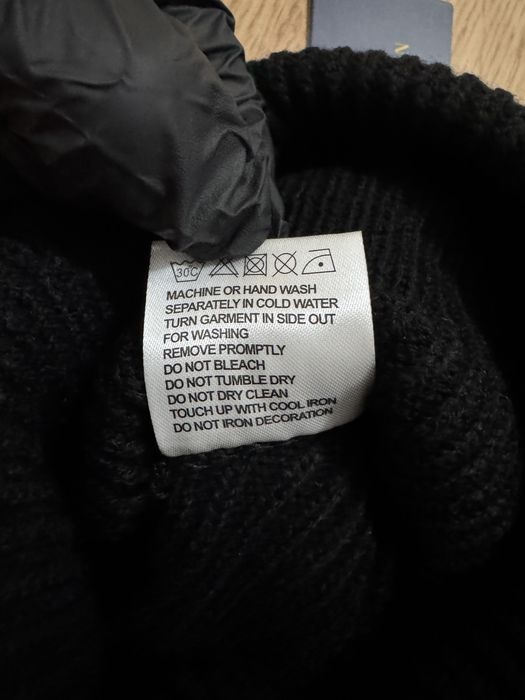 30C
MACHINE OR HAND WASH
SEPARATELY IN COLD WATER
TURN GARMENT IN SIDE OUT
FOR WASHING
REMOVE PROMPTLY
DO NOT BLEACH
DO NOT TUMBLE DRY
DO NOT DRY CLEAN
TOUCH UP WITH COOL IRON
DO NOT IRON DECORATION